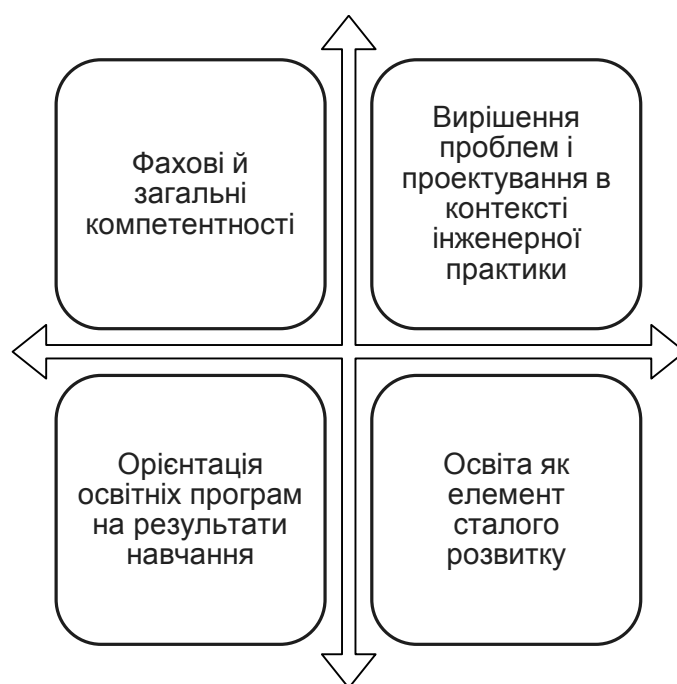 Фахові й
загальні
компетентності
Вирішення
проблем і
проектування в
контексті
інженерної
практики
Орієнтація
освітніх програм
на результати
навчання
Освіта як
елемент
сталого
розвитку